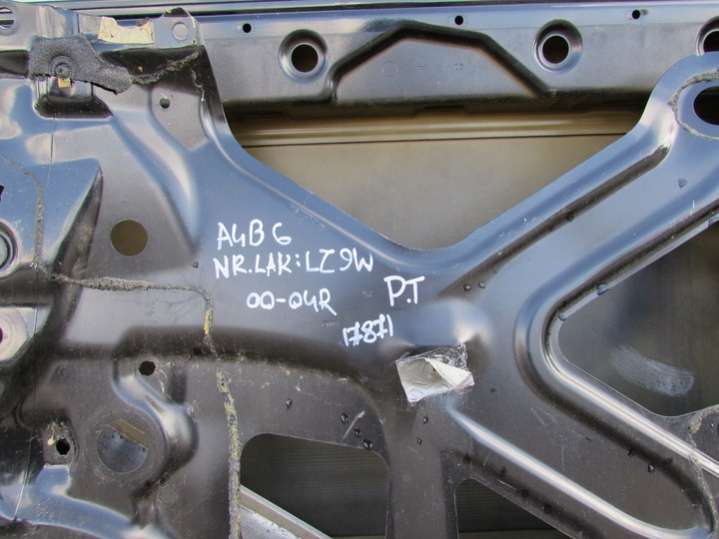 A4B6
NR.LAK:LZ9W
00-04R P.T
17871